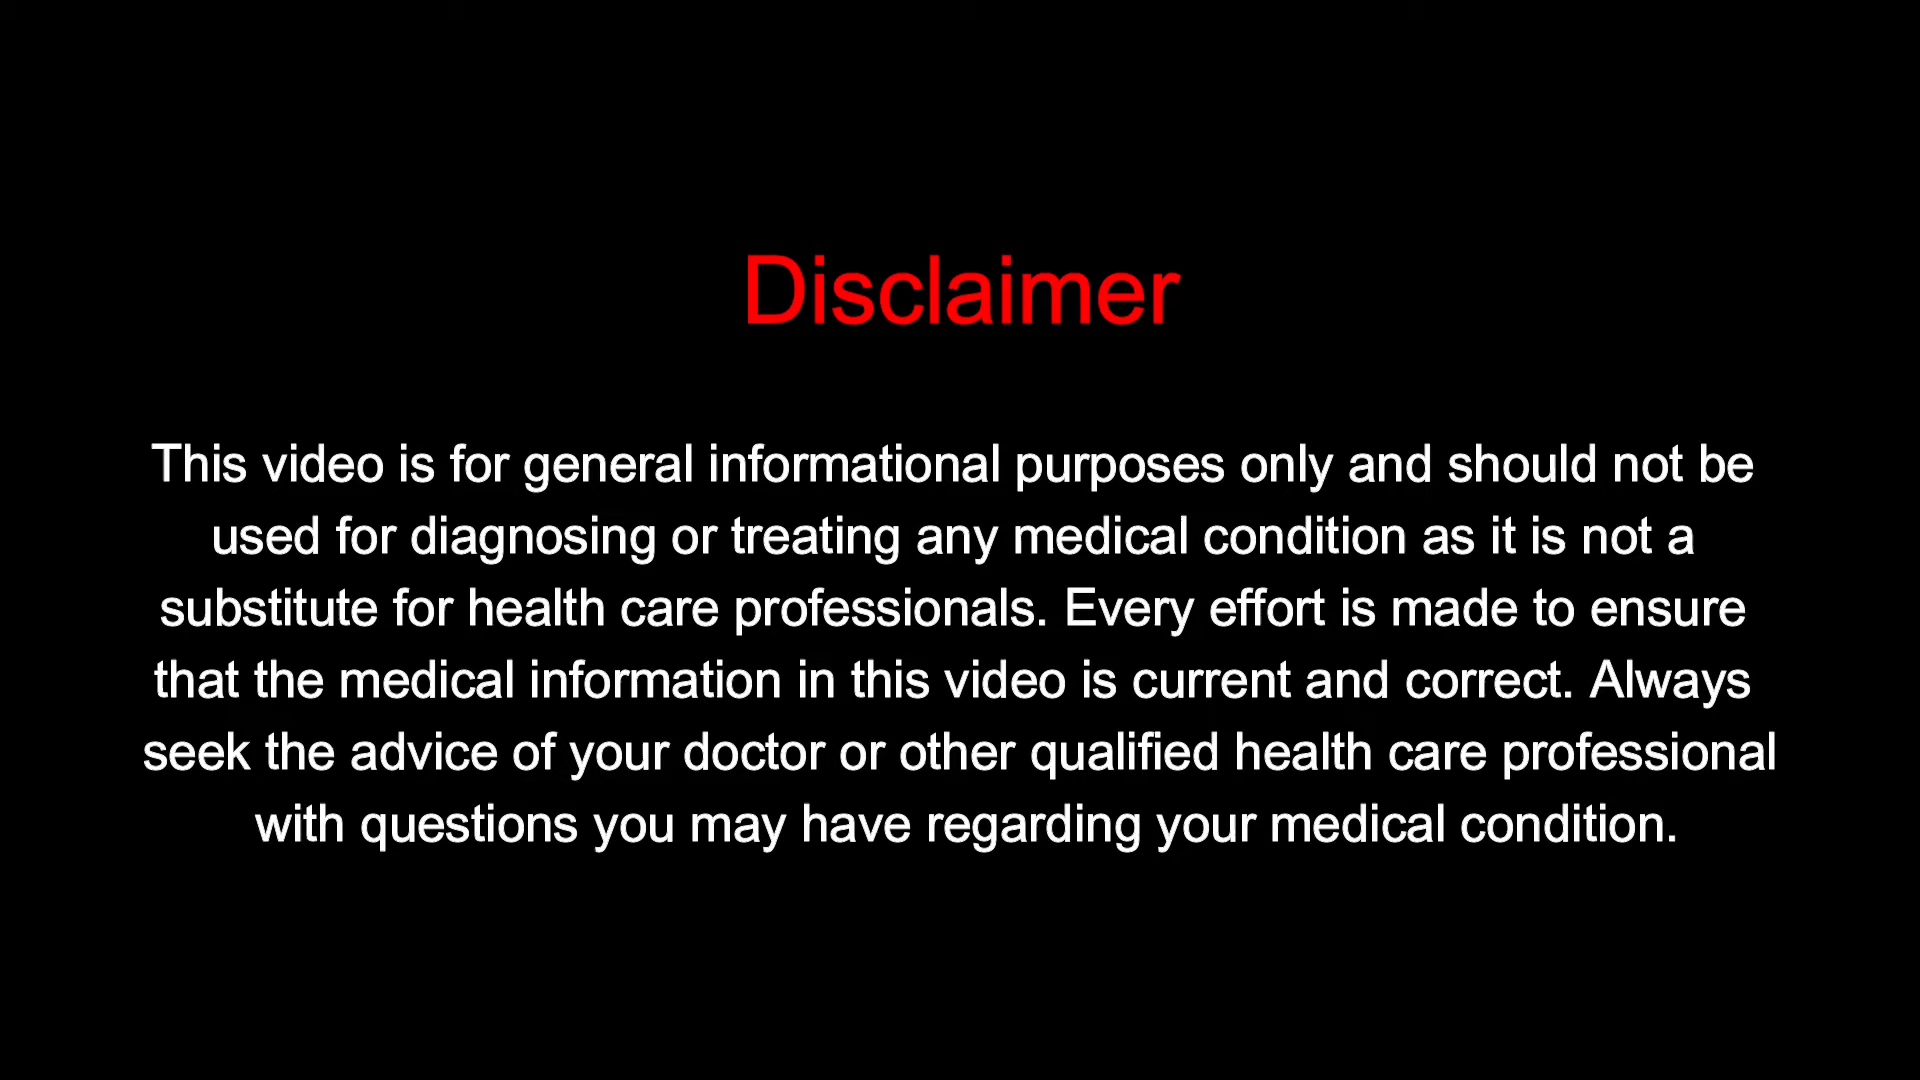 Disclaimer
This video is for general informational purposes only and should not be
used for diagnosing or treating any medical condition as it is not a
substitute for health care professionals. Every effort is made to ensure
that the medical information in this video is current and correct. Always
seek the advice of your doctor or other qualified health care professional
with questions you may have regarding your medical condition.